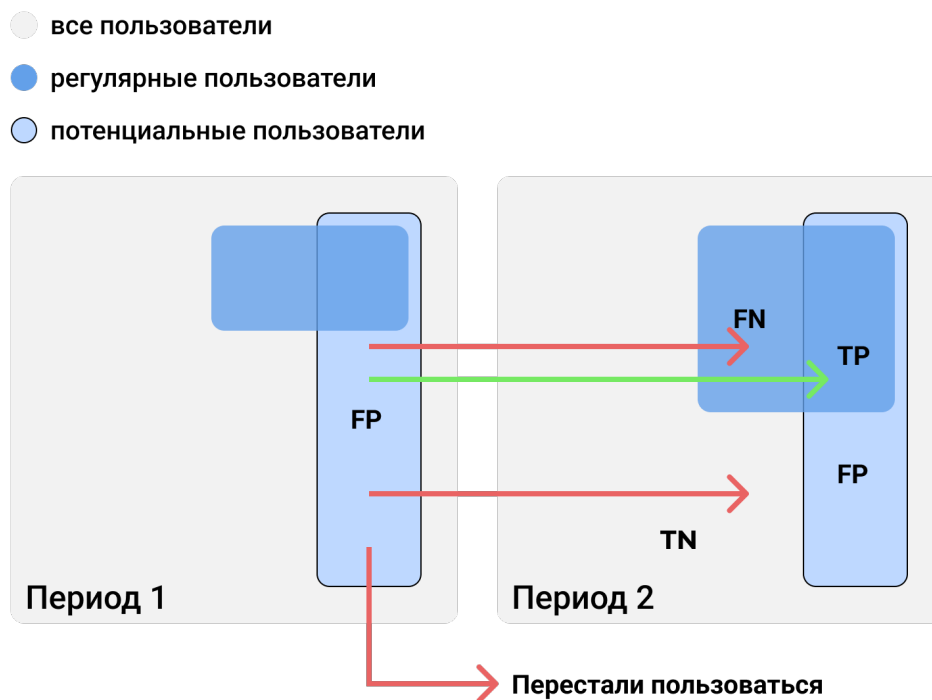 все пользователи
регулярные пользователи
потенциальные пользователи
FN
TP
FP
FP
TN
Период 1
Период 2
Перестали пользоваться